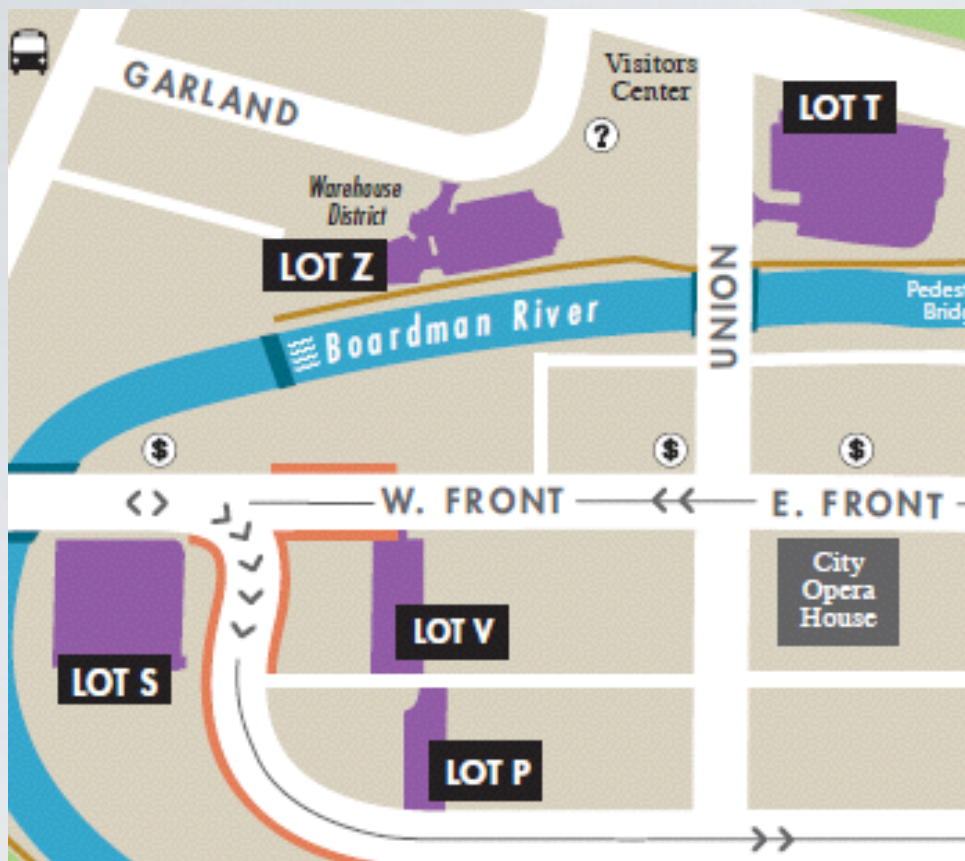 GARLAND
Visitors
Center
?
LOT T
Warehouse
District
LOT Z
UNION
Boardman River
$
$
$
W. FRONT
E. FRONT
City
Opera
House
LOT V
LOT S
LOT P